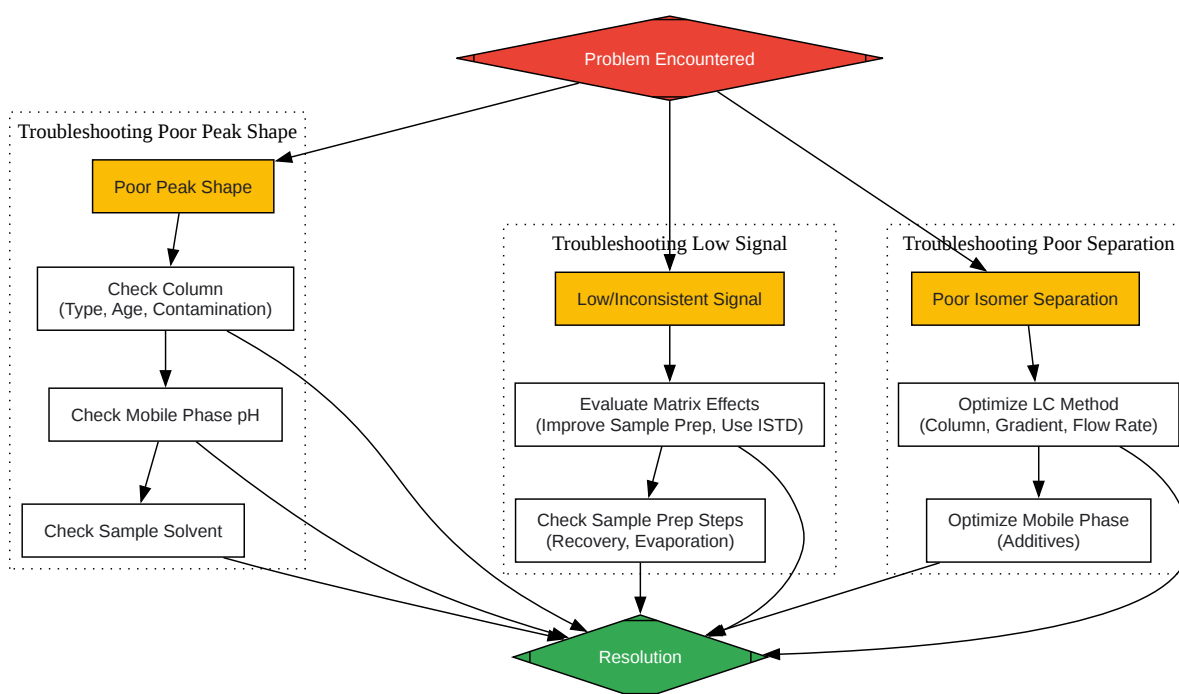 Problem Encountered
Troubleshooting Poor Peak Shape
Poor Peak Shape
Check Column
(Type, Age, Contamination)
Check Mobile Phase pH
Check Sample Solvent
Troubleshooting Low Signal
Low/Inconsistent Signal
Evaluate Matrix Effects
(Improve Sample Prep, Use ISTD)
Check Sample Prep Steps
(Recovery, Evaporation)
Troubleshooting Poor Separation
Poor Isomer Separation
Optimize LC Method
(Column, Gradient, Flow Rate)
Optimize Mobile Phase
(Additives)
Resolution